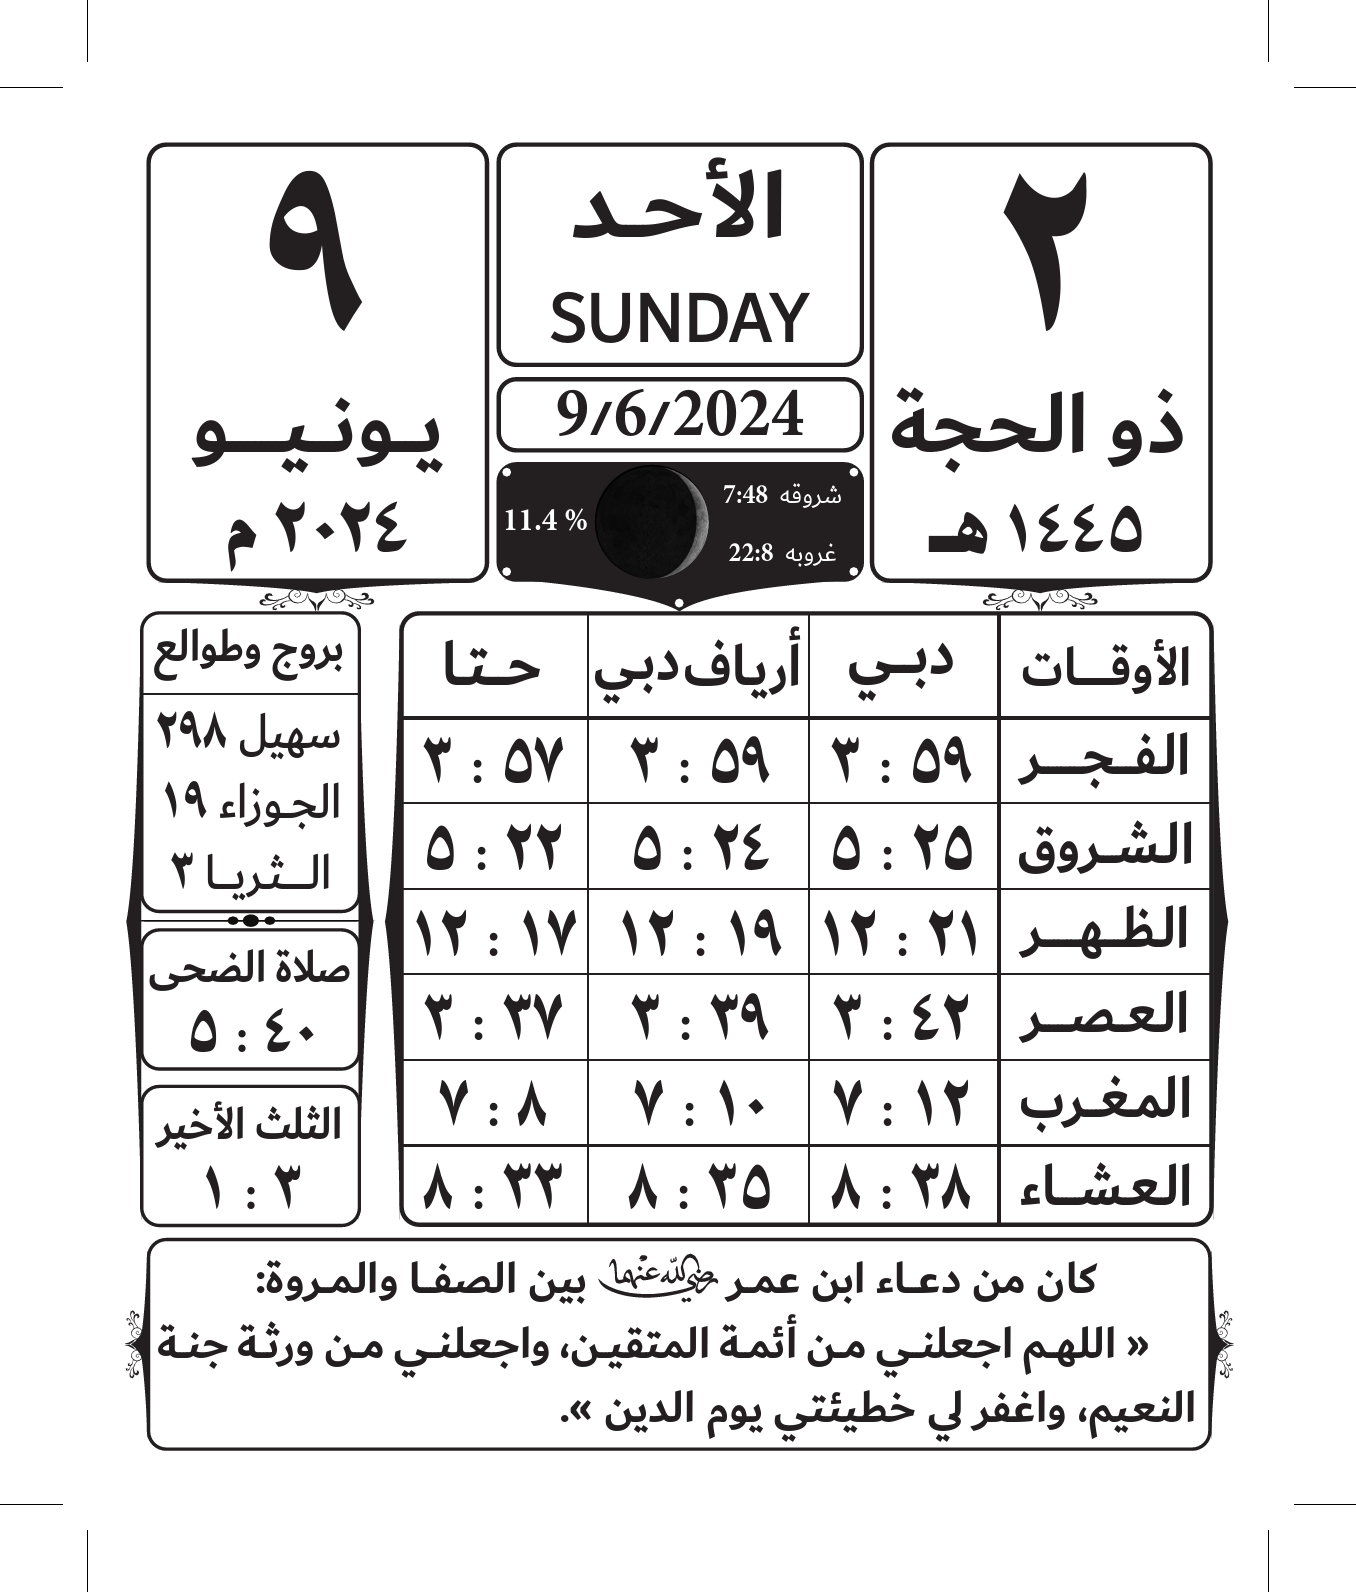 ٢
ذو الحجة
١٤٤٥ هـ
الأحد
SUNDAY
9/6/2024
شروقه 7:48
غروبه 22:8
11.4 %
٩
يونيو
٢٠٢٤ م
الأوقات دبي أرياف دبي حتا
الفجر ٥٩ : ٣ ٥٩ : ٣ ٥٧ : ٣
الشروق ٢٥ : ٥ ٢٤ : ٥ ٢٢ : ٥
الظهر ٢١ : ١٢ ١٩ : ١٢ ١٧ : ١٢
العصر ٤٢ : ٣ ٣٩ : ٣ ٣٧ : ٣
المغرب ١٢ : ٧ ١٠ : ٧ ٨ : ٧
العشاء ٣٨ : ٨ ٣٥ : ٨ ٣٣ : ٨
بروج وطوالع
سهيل ٢٩٨
الجوزاء ١٩
الثريا ٣
صلاة الضحى
٤٠ : ٥
الثلث الأخير
٣ : ١
كان من دعاء ابن عمر رضي الله عنهما بين الصفا والمروة:
« اللهم اجعلني من أئمة المتقين، واجعلني من ورثة جنة
النعيم، واغفر لي خطيئتي يوم الدين ».